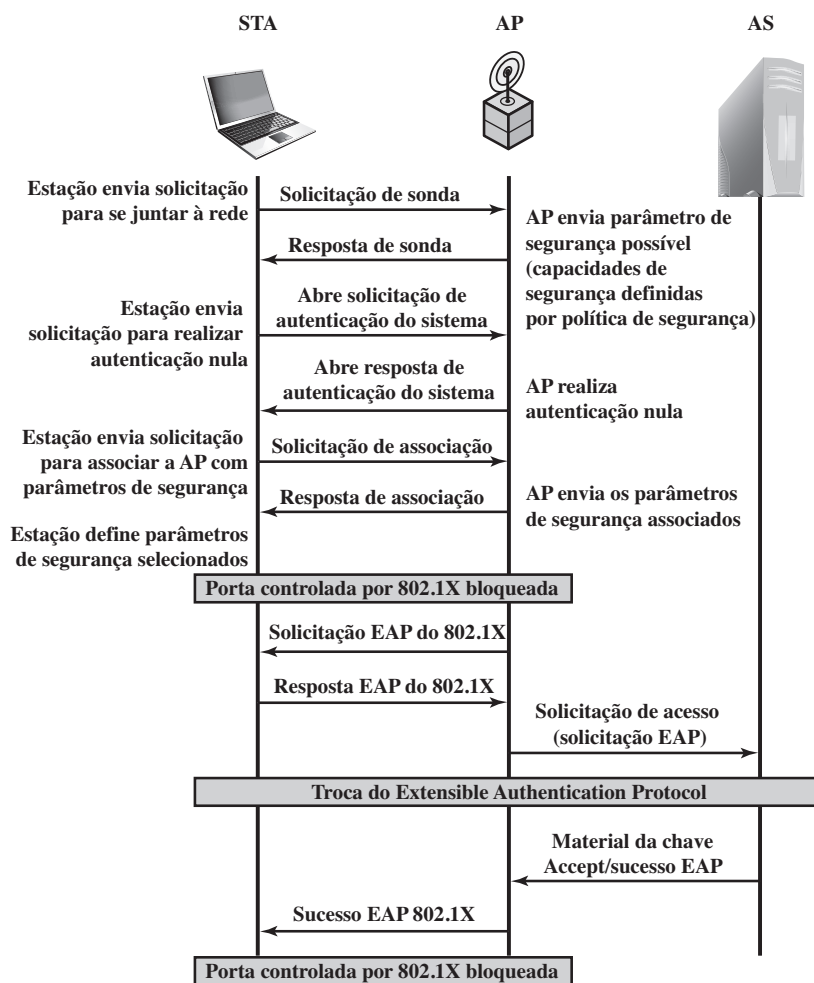 STA
AP
AS
Estação envia solicitação
para se juntar à rede
Solicitação de sonda
AP envia parâmetro de
segurança possível
(capacidades de
segurança definidas
por política de segurança)
Resposta de sonda
Estação envia
solicitação para realizar
autenticação nula
Abre solicitação de
autenticação do sistema
Abre resposta de
autenticação do sistema
AP realiza
autenticação nula
Estação envia solicitação
para associar a AP com
parâmetros de segurança
Solicitação de associação
Resposta de associação
AP envia os parâmetros
de segurança associados
Estação define parâmetros
de segurança selecionados
Porta controlada por 802.1X bloqueada
Solicitação EAP do 802.1X
Resposta EAP do 802.1X
Solicitação de acesso
(solicitação EAP)
Troca do Extensible Authentication Protocol
Material da chave
Accept/sucesso EAP
Sucesso EAP 802.1X
Porta controlada por 802.1X bloqueada